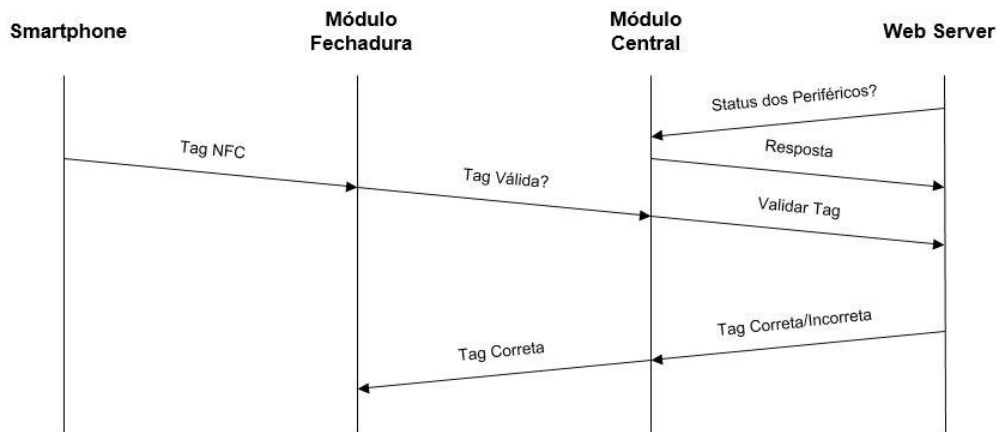 Smartphone
Módulo
Fechadura
Módulo
Central
Web Server
Status dos Periféricos?
Resposta
Tag NFC
Tag Válida?
Validar Tag
Tag Correta/Incorreta
Tag Correta